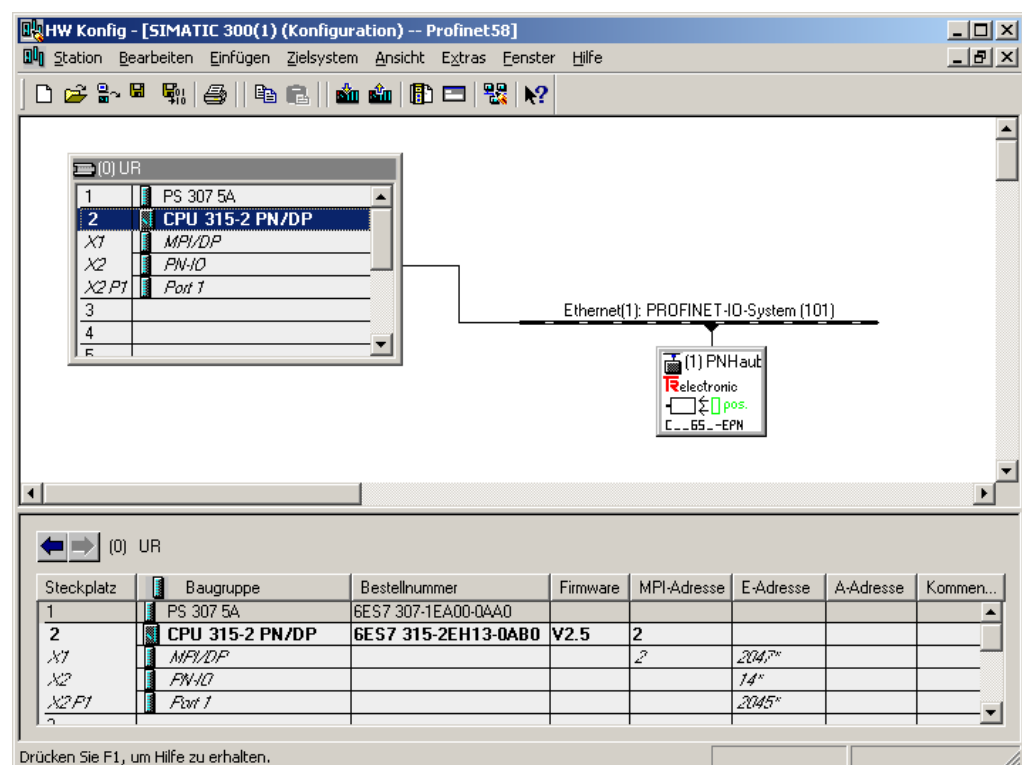 HW Konfig - [SIMATIC 300(1) (Konfiguration) -- Profinet58]
Station Bearbeiten Einfügen Zielsystem Ansicht Extras Fenster Hilfe
(0) UR
1 PS 307 5A
2 CPU 315-2 PN/DP
X1 MPI/DP
X2 PN-IO
X2 P1 Port 1
3
4
5
Ethernet(1): PROFINET-IO-System (101)
(1) PNHaub
TRelectronic
pos.
C__65_-EPN
(0) UR
Steckplatz Baugruppe Bestellnummer Firmware MPI-Adresse E-Adresse A-Adresse Kommen...
1 PS 307 5A 6ES7 307-1EA00-0AA0
2 CPU 315-2 PN/DP 6ES7 315-2EH13-0AB0 V2.5 2
X1 MPI/DP 2 2047*
X2 PN-IO 14*
X2 P1 Port 1 2045*
Drücken Sie F1, um Hilfe zu erhalten.